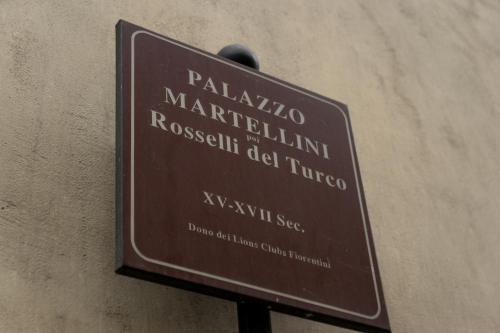 PALAZZO
MARTELLINI
poi
Rosselli del Turco
XV-XVII Sec.
Dono dei Lions Clubs Fiorentini